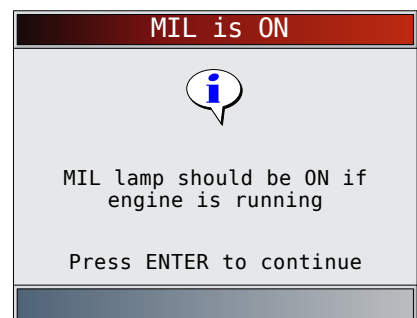 MIL is ON
i
MIL lamp should be ON if
engine is running
Press ENTER to continue